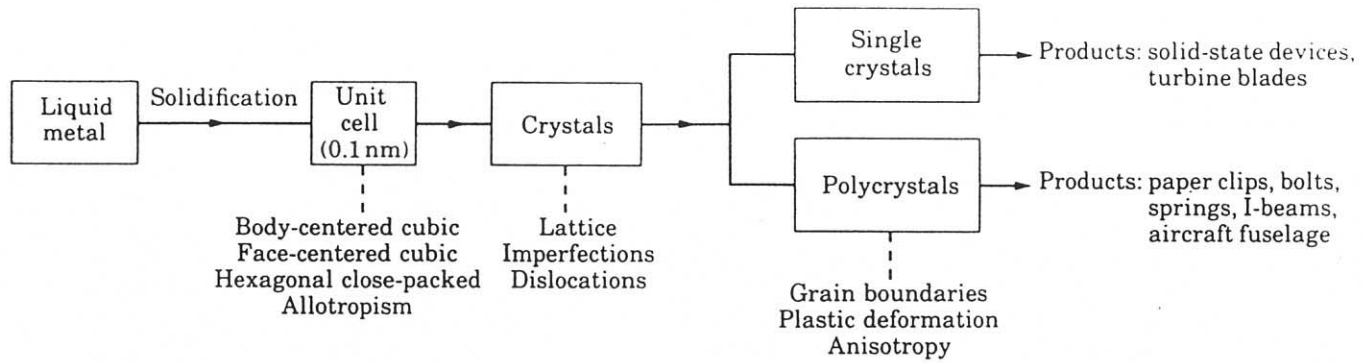 Liquid
metal
Solidification
Unit
cell
(0.1 nm)
Body-centered cubic
Face-centered cubic
Hexagonal close-packed
Allotropism
Crystals
Lattice
Imperfections
Dislocations
Single
crystals
Products: solid-state devices,
turbine blades
Polycrystals
Products: paper clips, bolts,
springs, I-beams,
aircraft fuselage
Grain boundaries
Plastic deformation
Anisotropy